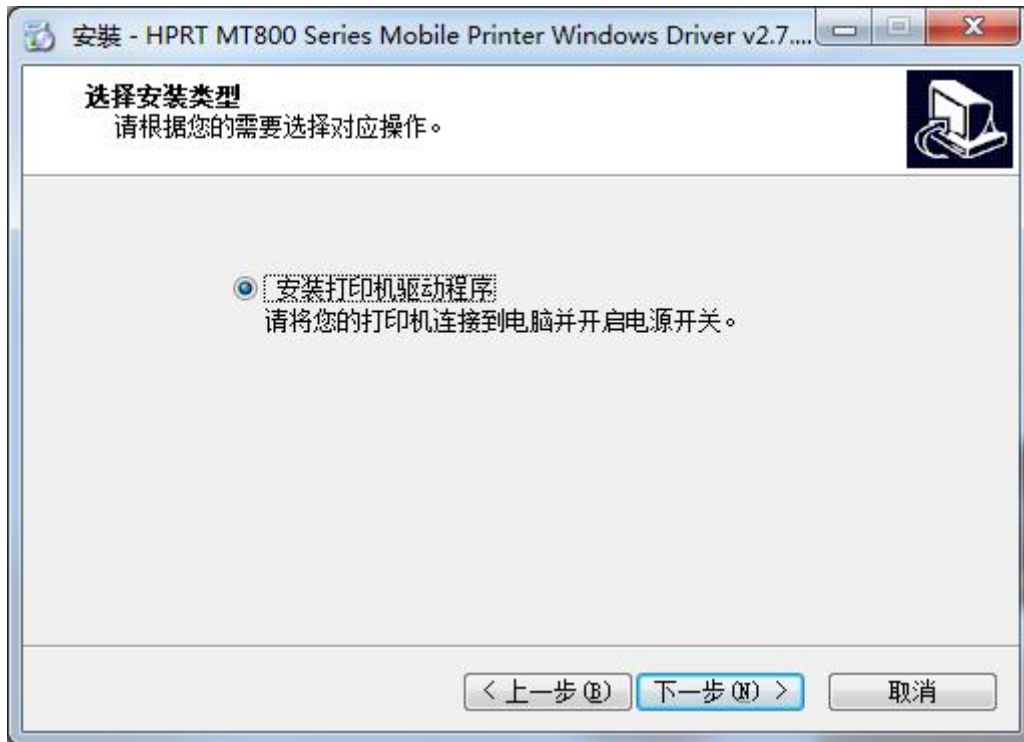 安裝 - HPRT MT800 Series Mobile Printer Windows Driver v2.7....
选择安装类型
请根据您的需要选择对应操作。
安装打印机驱动程序
请将您的打印机连接到电脑并开启电源开关。
< 上一步(B)
下一步(N) >
取消